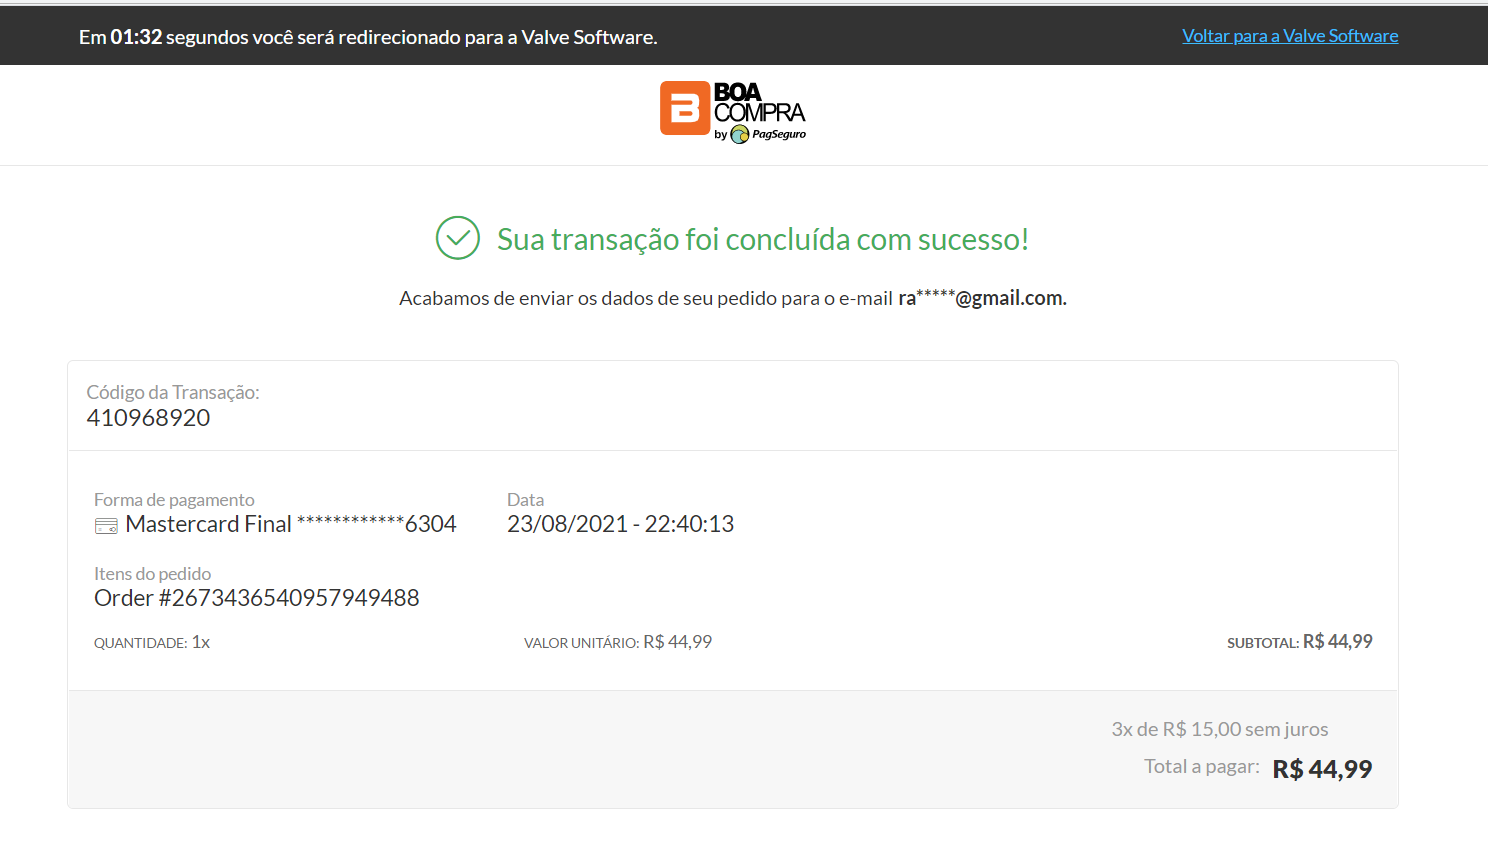 Em 01:32 segundos você será redirecionado para a Valve Software.
Voltar para a Valve Software
B BOA
COMPRA
by PagSeguro
Sua transação foi concluída com sucesso!
Acabamos de enviar os dados de seu pedido para o e-mail ra*****@gmail.com.
Código da Transação:
410968920
Forma de pagamento
Mastercard Final ************6304
Data
23/08/2021 - 22:40:13
Itens do pedido
Order #2673436540957949488
QUANTIDADE: 1x
VALOR UNITÁRIO: R$ 44,99
SUBTOTAL: R$ 44,99
3x de R$ 15,00 sem juros
Total a pagar: R$ 44,99